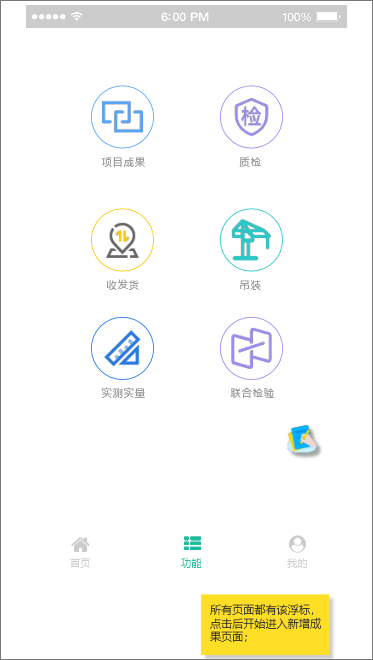 6:00 PM 100%
检
项目成果 质检
收发货 吊装
实测实量 联合检验
首页 功能 我的
所有页面都有该浮标，
点击后开始进入新增成
果页面；